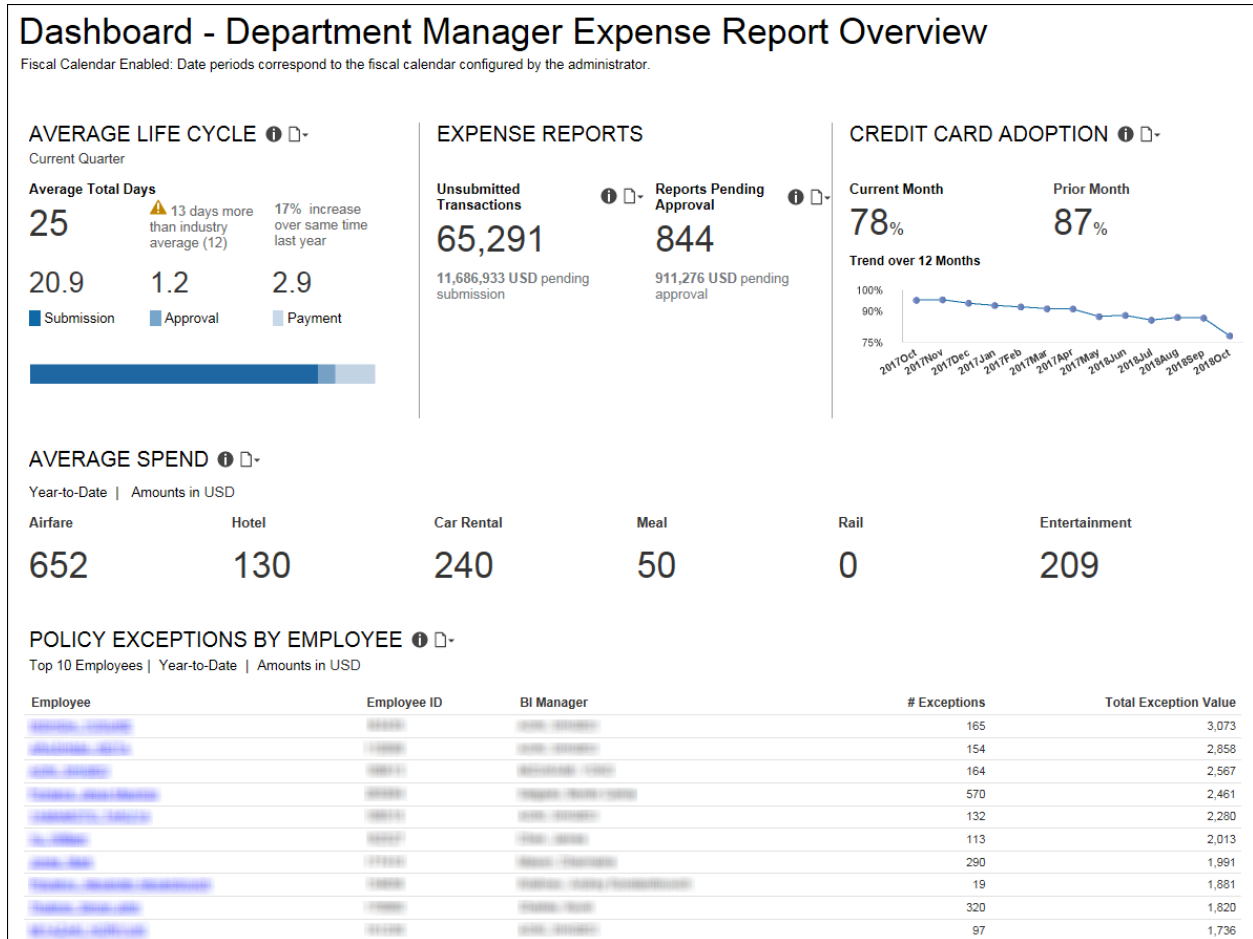 Dashboard - Department Manager Expense Report Overview
Fiscal Calendar Enabled: Date periods correspond to the fiscal calendar configured by the administrator.
AVERAGE LIFE CYCLE
Current Quarter
Average Total Days
25
13 days more
than industry
average (12)
17% increase
over same time
last year
20.9 1.2 2.9
Submission Approval Payment
EXPENSE REPORTS
Unsubmitted
Transactions
65,291
11,686,933 USD pending
submission
Reports Pending
Approval
844
911,276 USD pending
approval
CREDIT CARD ADOPTION
Current Month
78%
Prior Month
87%
Trend over 12 Months
100%
90%
75%
2017Oct 2017Nov 2017Dec 2017Jan 2017Feb 2017Mar 2017Apr 2017May 2018Jun 2018Jul 2018Aug 2018Sep 2018Oct
AVERAGE SPEND
Year-to-Date | Amounts in USD
Airfare Hotel Car Rental Meal Rail Entertainment
652 130 240 50 0 209
POLICY EXCEPTIONS BY EMPLOYEE
Top 10 Employees | Year-to-Date | Amounts in USD
Employee Employee ID BI Manager # Exceptions Total Exception Value
165 3,073
154 2,858
164 2,567
570 2,461
132 2,280
113 2,013
290 1,991
19 1,881
320 1,820
97 1,736